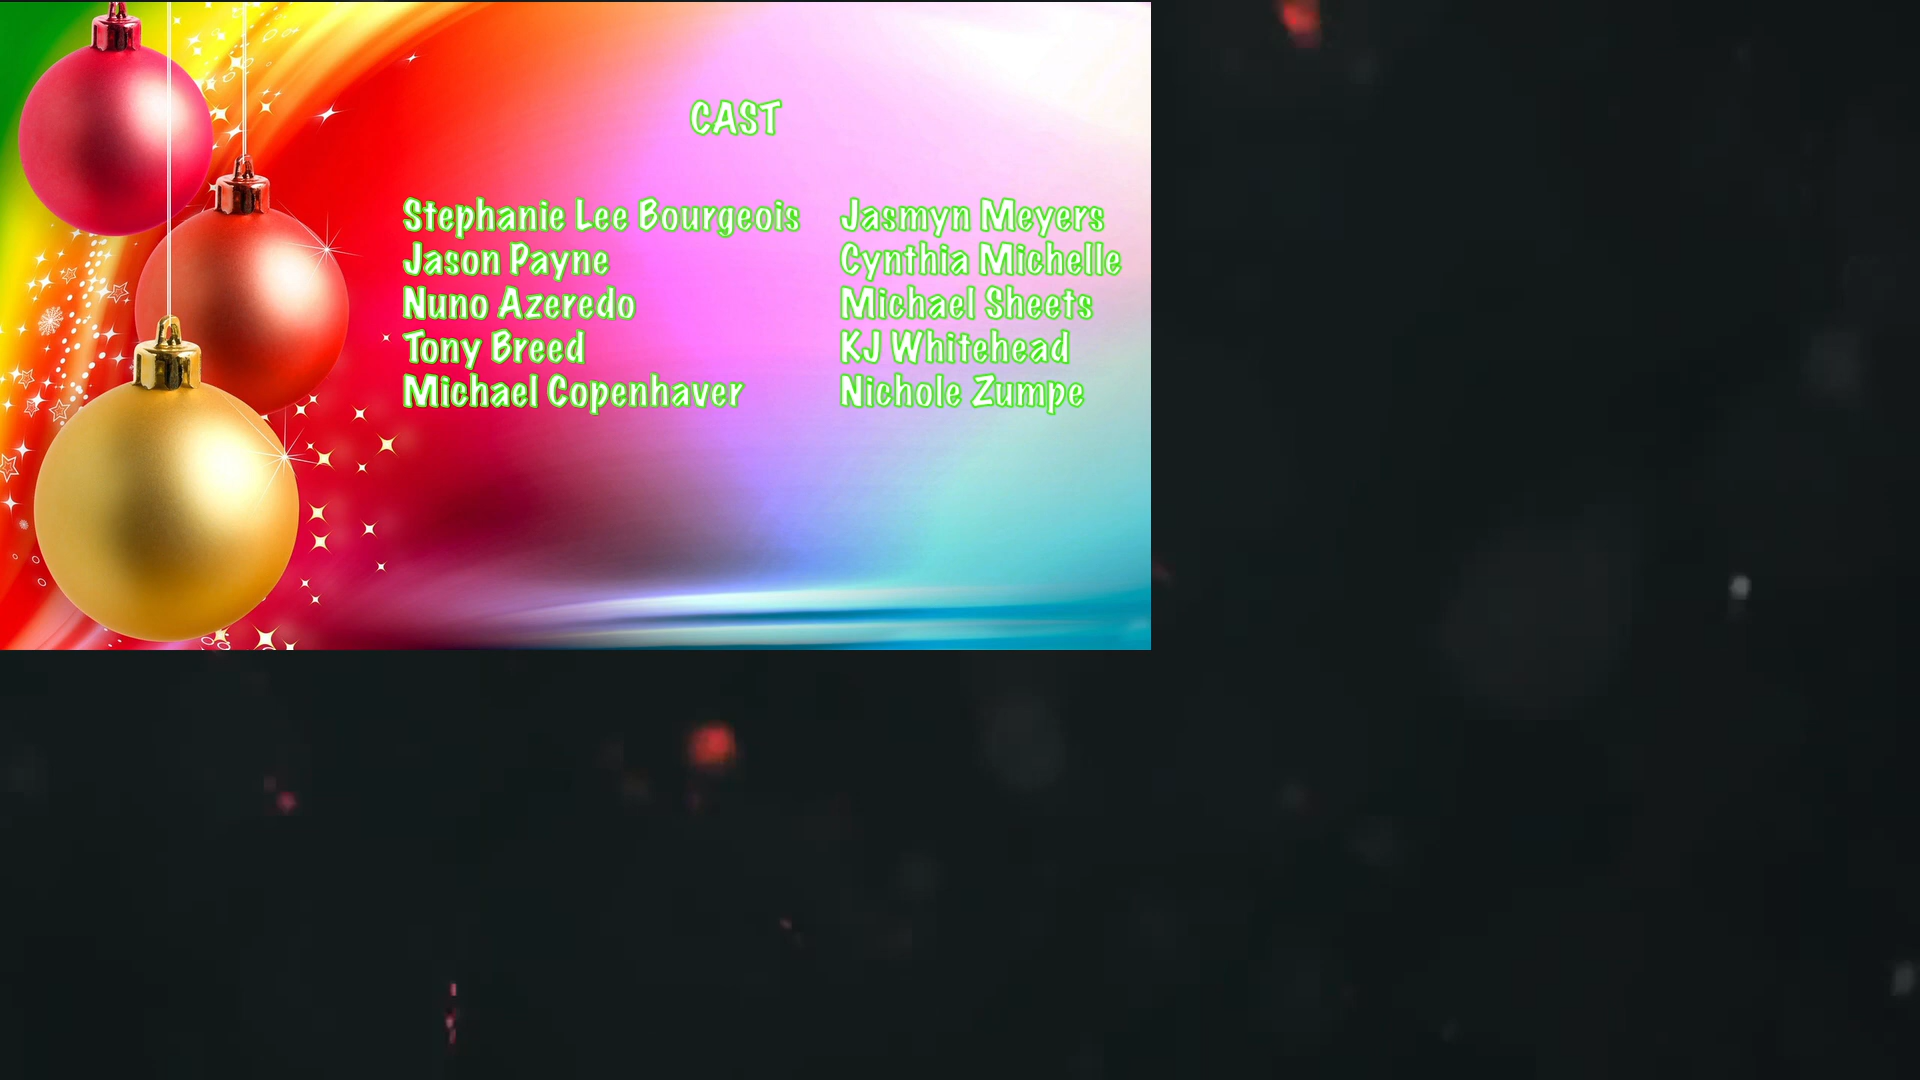 CAST
Stephanie Lee Bourgeois
Jason Payne
Nuno Azeredo
Tony Breed
Michael Copenhaver
Jasmyn Meyers
Cynthia Michelle
Michael Sheets
KJ Whitehead
Nichole Zumpe